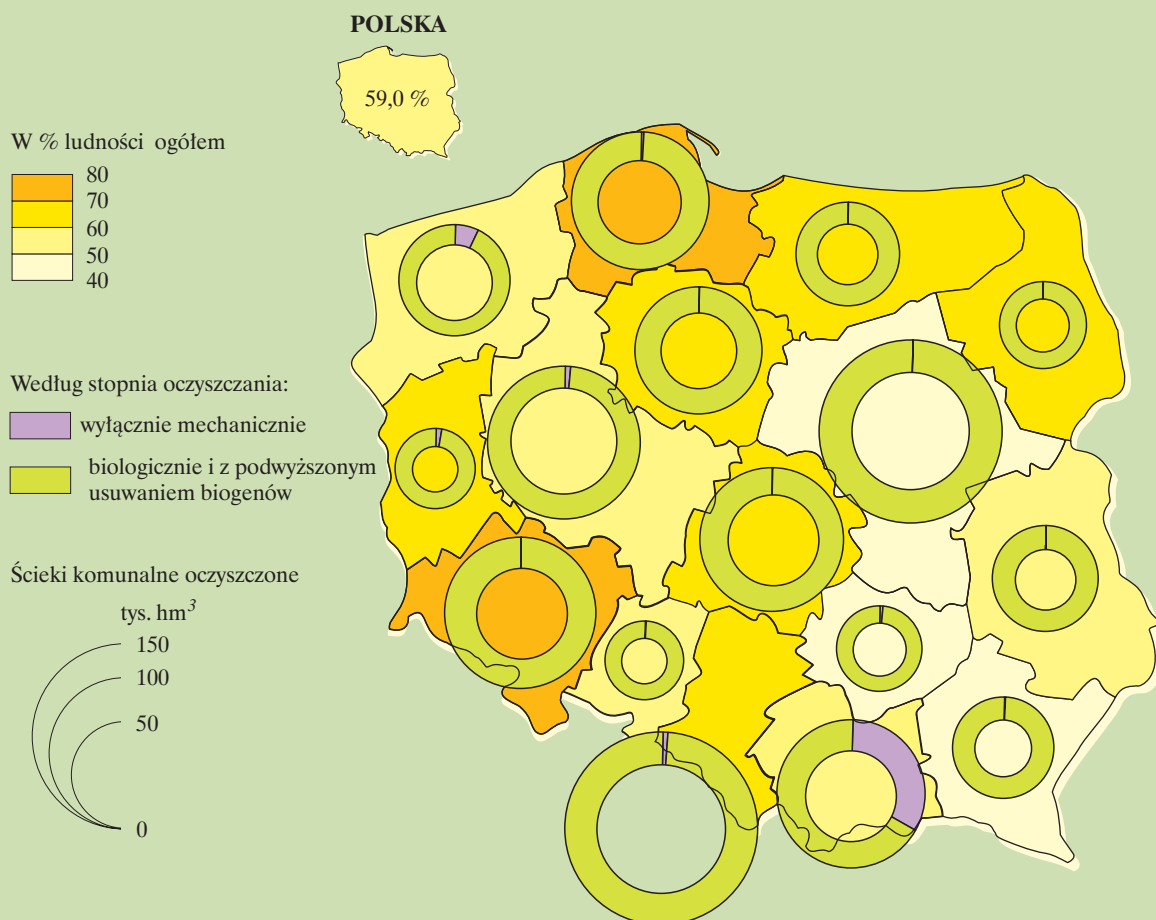 POLSKA
59,0 %
W % ludności ogółem
80
70
60
50
40
Według stopnia oczyszczania:
wyłącznie mechanicznie
biologicznie i z podwyższonym
usuwaniem biogenów
Ścieki komunalne oczyszczone
tys. hm³
150
100
50
0